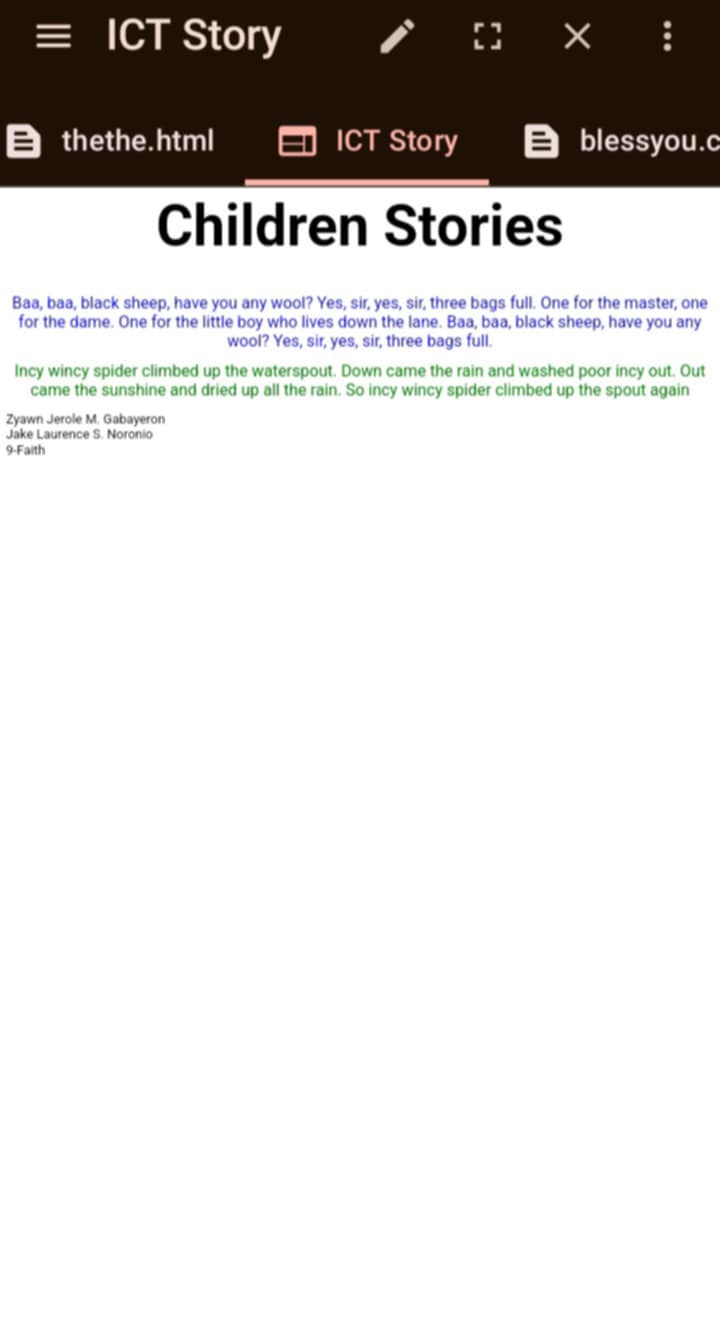 ICT Story
thethe.html
ICT Story
blessyou.c
Children Stories
Baa, baa, black sheep, have you any wool? Yes, sir, yes, sir, three bags full. One for the master, one
for the dame. One for the little boy who lives down the lane. Baa, baa, black sheep, have you any
wool? Yes, sir, yes, sir, three bags full.
Incy wincy spider climbed up the waterspout. Down came the rain and washed poor incy out. Out
came the sunshine and dried up all the rain. So incy wincy spider climbed up the spout again
Zyawn Jerole M. Gabayeron
Jake Laurence S. Noronio
9-Faith